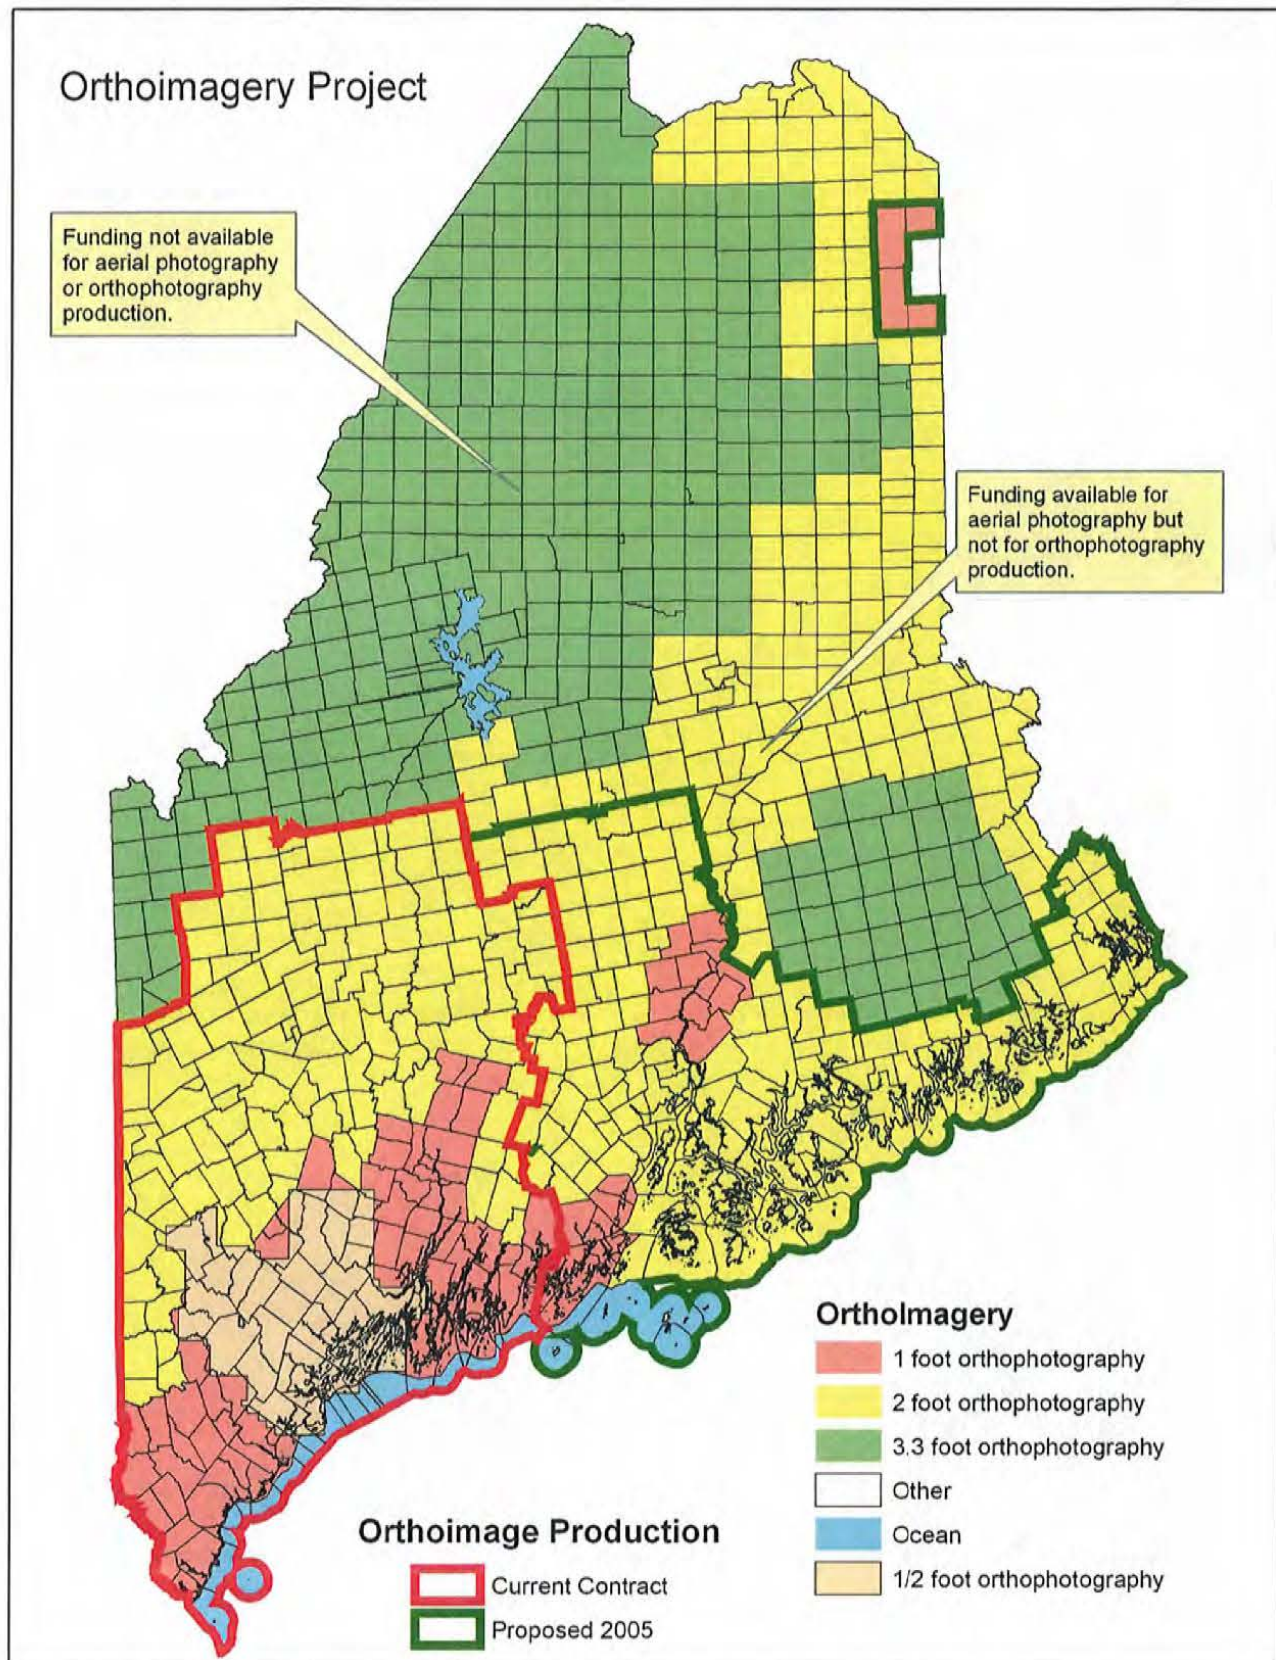 Orthoimagery Project
Funding not available
for aerial photography
or orthophotography
production.
Funding available for
aerial photography but
not for orthophotography
production.
OrthoImagery
1 foot orthophotography
2 foot orthophotography
3.3 foot orthophotography
Other
Ocean
1/2 foot orthophotography
Orthoimage Production
Current Contract
Proposed 2005